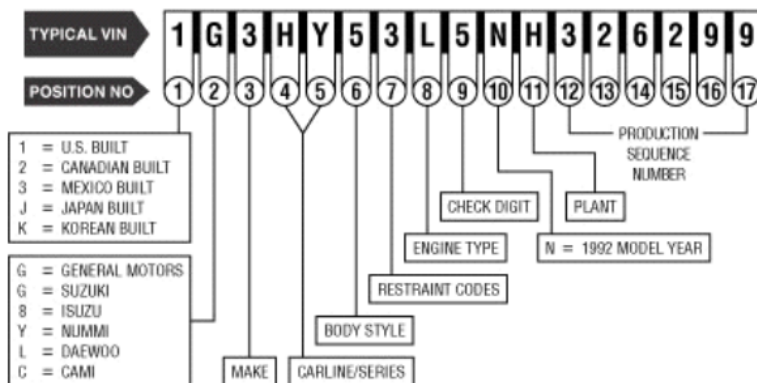 TYPICAL VIN 1 G 3 H Y 5 3 L 5 N H 3 2 6 2 9 9
POSITION NO 1 2 3 4 5 6 7 8 9 10 11 12 13 14 15 16 17
1 = U.S. BUILT
2 = CANADIAN BUILT
3 = MEXICO BUILT
J = JAPAN BUILT
K = KOREAN BUILT
PRODUCTION
SEQUENCE
NUMBER
CHECK DIGIT
PLANT
ENGINE TYPE
N = 1992 MODEL YEAR
G = GENERAL MOTORS
G = SUZUKI
8 = ISUZU
Y = NUMMI
L = DAEWOO
C = CAMI
RESTRAINT CODES
BODY STYLE
MAKE
CARLINE/SERIES